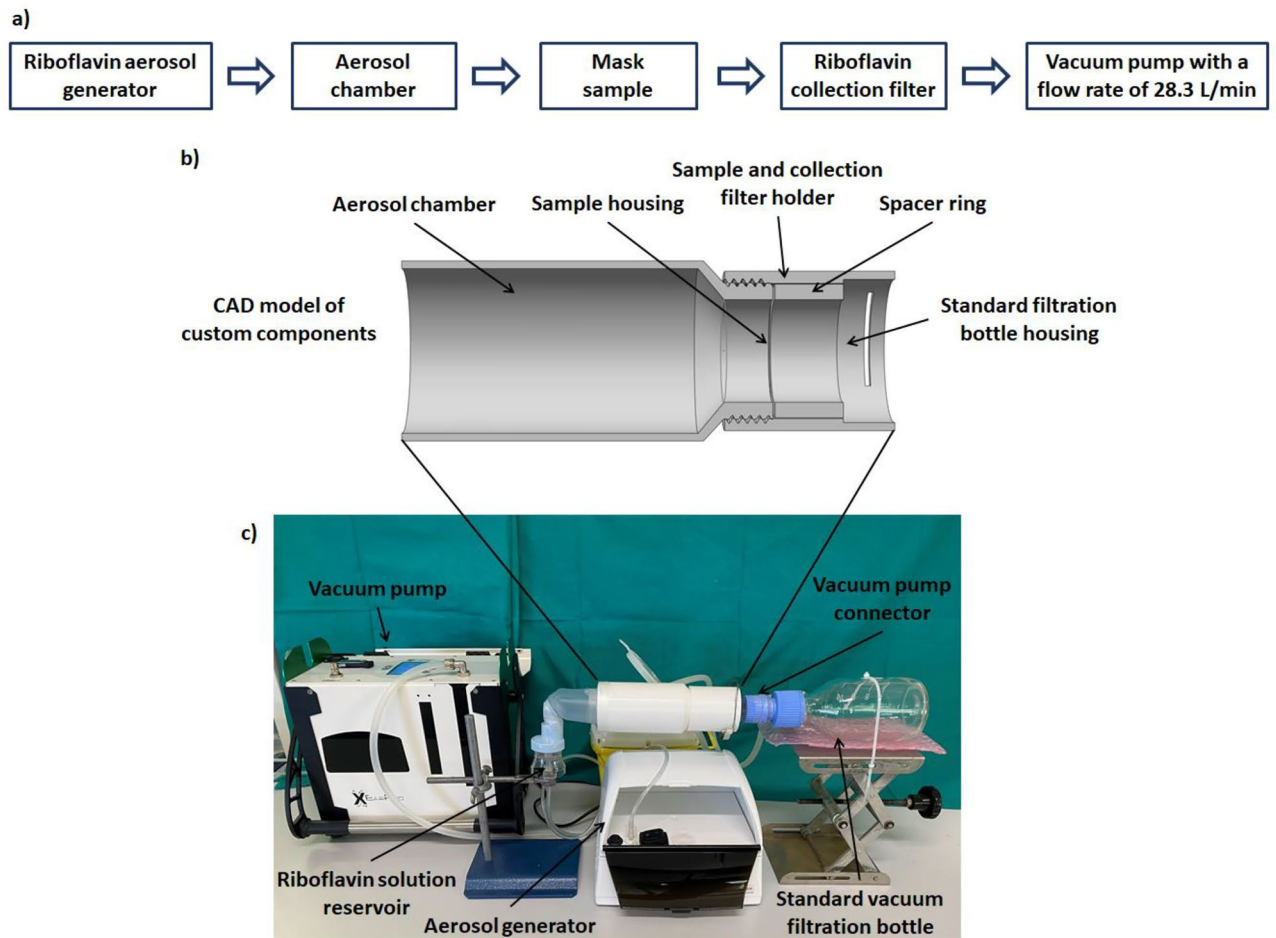 a)
Riboflavin aerosol
generator
Aerosol
chamber
Mask
sample
Riboflavin
collection filter
Vacuum pump with a
flow rate of 28.3 L/min
b)
Aerosol chamber
Sample housing
Sample and collection
filter holder
Spacer ring
CAD model of
custom components
Standard filtration
bottle housing
c)
Vacuum pump
Vacuum pump
connector
Riboflavin solution
reservoir
Aerosol generator
Standard vacuum
filtration bottle